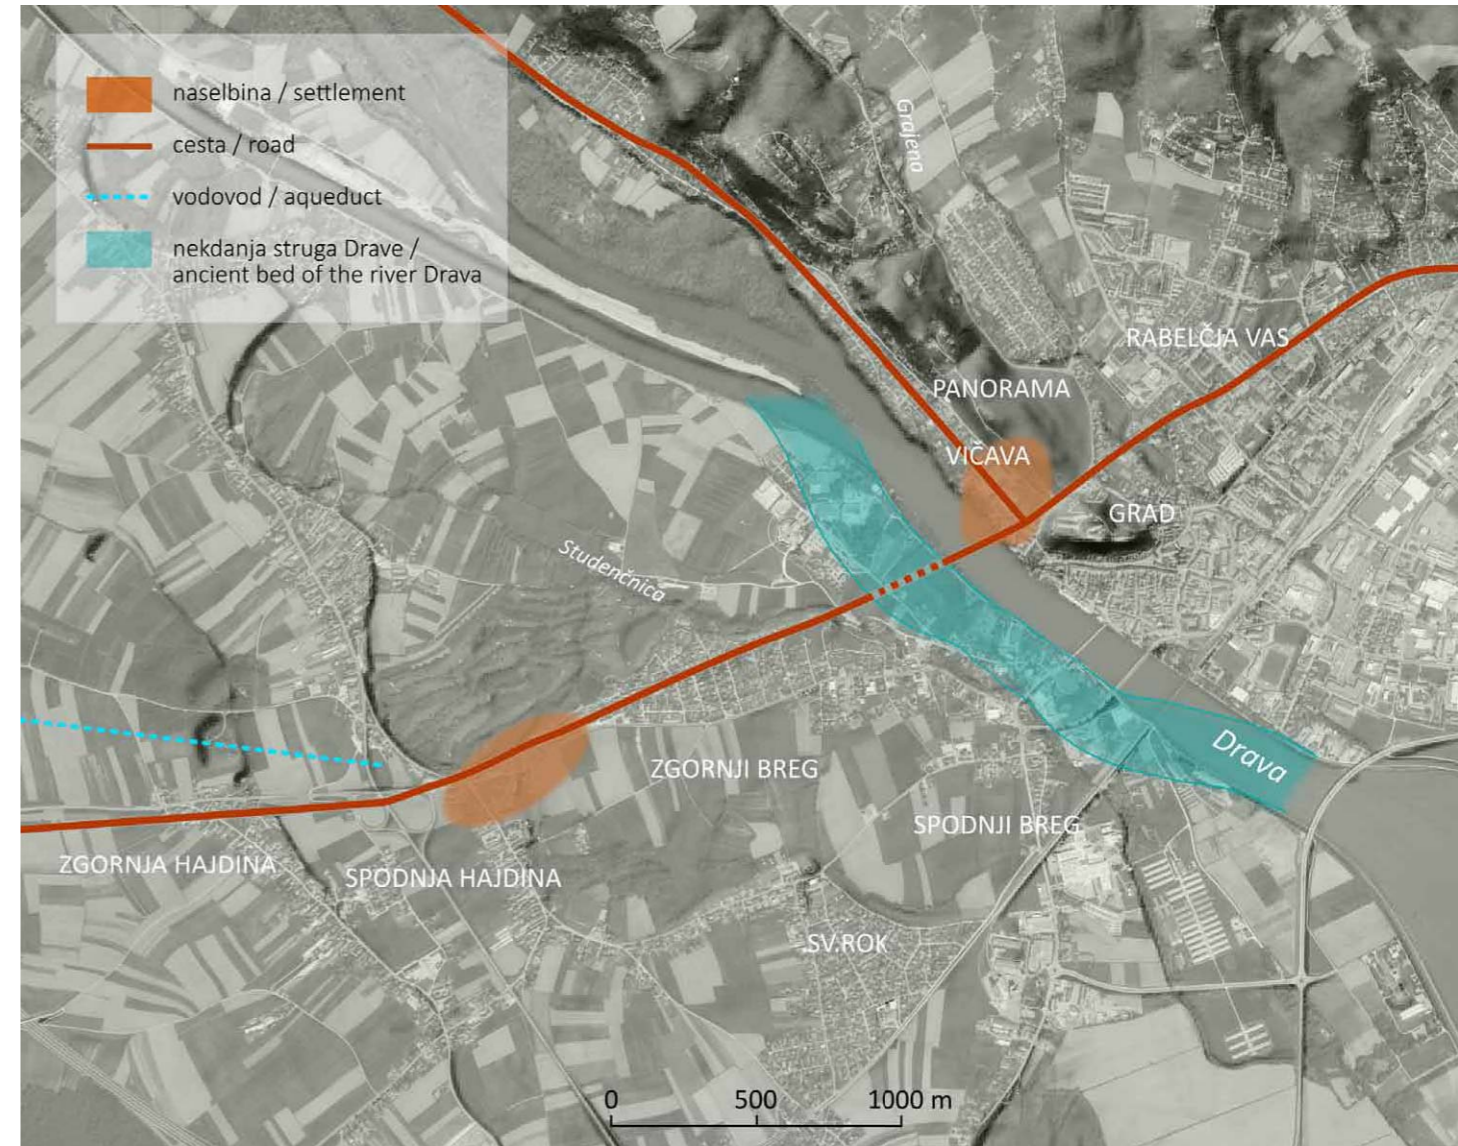 naselbina / settlement
cesta / road
vodovod / aqueduct
nekdanja struga Drave /
ancient bed of the river Drava
Grajena
RABELČJA VAS
PANORAMA
VIČAVA
GRAD
Studenčnica
Drava
ZGORNJI BREG
SPODNJI BREG
ZGORNJA HAJDINA
SPODNJA HAJDINA
SV.ROK
0 500 1000 m